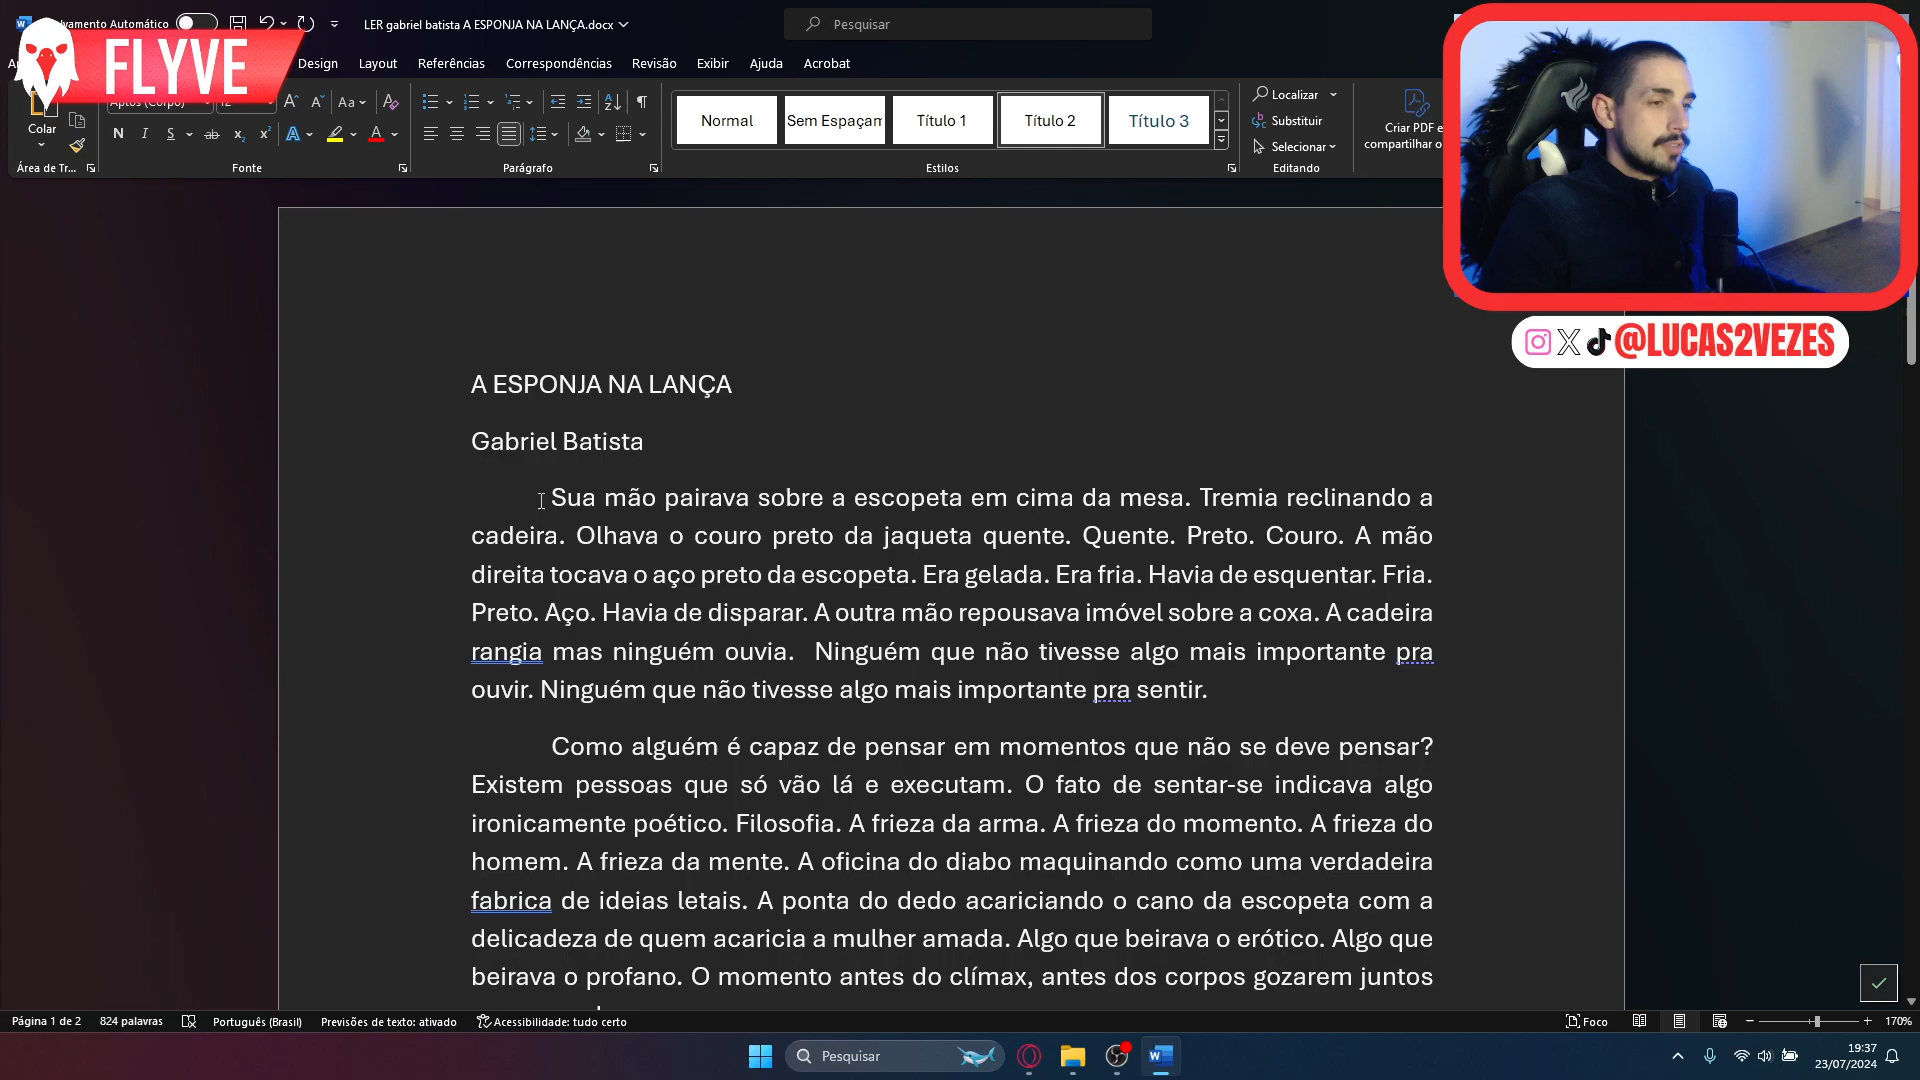 LER gabriel batista A ESPONJA NA LANÇA.docx
Pesquisar
FLYVE
Design Layout Referências Correspondências Revisão Exibir Ajuda Acrobat
Colar
Aa
N I S ab x₂ x² A A
Normal
Sem Espaçan
Título 1
Título 2
Título 3
Localizar
Substituir
Selecionar
Criar PDF e
compartilhar o
Área de Tr...
Fonte
Parágrafo
Estilos
Editando
@LUCAS2VEZES
A ESPONJA NA LANÇA
Gabriel Batista
Sua mão pairava sobre a escopeta em cima da mesa. Tremia reclinando a
cadeira. Olhava o couro preto da jaqueta quente. Quente. Preto. Couro. A mão
direita tocava o aço preto da escopeta. Era gelada. Era fria. Havia de esquentar. Fria.
Preto. Aço. Havia de disparar. A outra mão repousava imóvel sobre a coxa. A cadeira
rangia mas ninguém ouvia.  Ninguém que não tivesse algo mais importante pra
ouvir. Ninguém que não tivesse algo mais importante pra sentir.
Como alguém é capaz de pensar em momentos que não se deve pensar?
Existem pessoas que só vão lá e executam. O fato de sentar-se indicava algo
ironicamente poético. Filosofia. A frieza da arma. A frieza do momento. A frieza do
homem. A frieza da mente. A oficina do diabo maquinando como uma verdadeira
fabrica de ideias letais. A ponta do dedo acariciando o cano da escopeta com a
delicadeza de quem acaricia a mulher amada. Algo que beirava o erótico. Algo que
beirava o profano. O momento antes do clímax, antes dos corpos gozarem juntos
Página 1 de 2
824 palavras
Português (Brasil)
Previsões de texto: ativado
Acessibilidade: tudo certo
Foco
170%
Pesquisar
19:37
23/07/2024